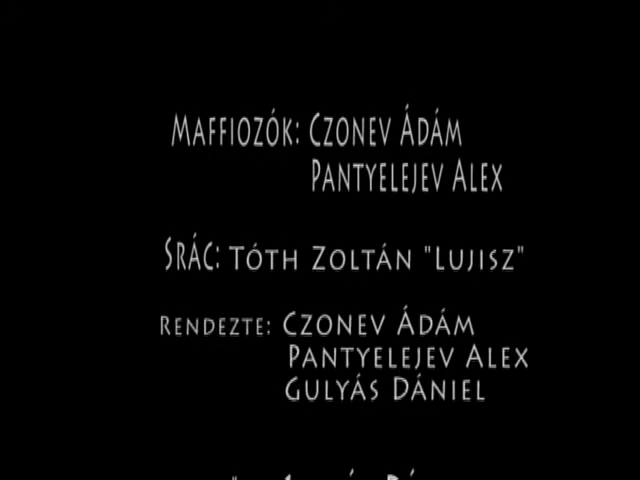 Maffiozók: Czonev Ádám
Pantyelejev Alex
Srác: Tóth Zoltán "Lujisz"
Rendezte: Czonev Ádám
Pantyelejev Alex
Gulyás Dániel